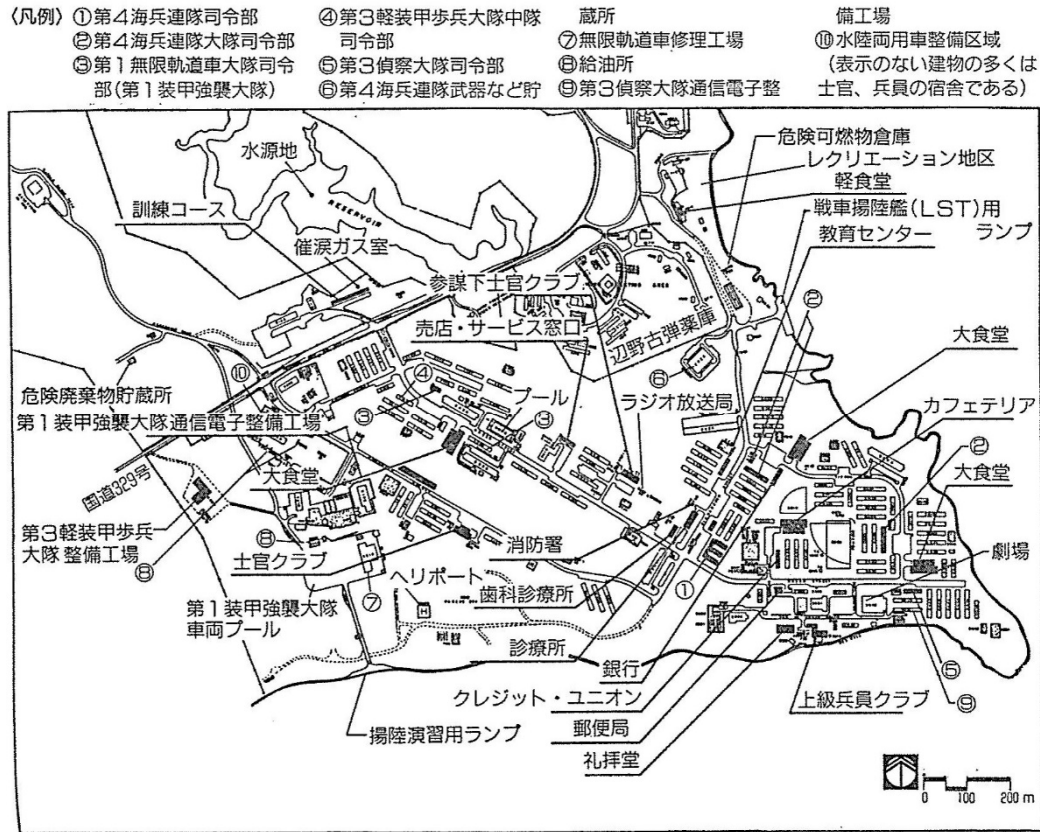 〈凡例〉①第4海兵連隊司令部
②第4海兵連隊大隊司令部
③第1無限軌道車大隊司令
部(第1装甲強襲大隊)
④第3軽装甲歩兵大隊中隊
司令部
⑤第3偵察大隊司令部
⑥第4海兵連隊武器など貯
蔵所
⑦無限軌道車修理工場
⑧給油所
⑨第3偵察大隊通信電子整
備工場
⑩水陸両用車整備区域
(表示のない建物の多くは
士官、兵員の宿舎である)
水源地
RESERVOIR
訓練コース
催涙ガス室
参謀下士官クラブ
売店・サービス窓口
辺野古弾薬庫
危険可燃物倉庫
レクリエーション地区
軽食堂
戦車揚陸艦(LST)用
ランプ
教育センター
②
大食堂
カフェテリア
②
大食堂
劇場
⑥
ラジオ放送局
プール
③
④
③
⑩
危険廃棄物貯蔵所
第1装甲強襲大隊通信電子整備工場
国道329号
大食堂
第3軽装甲歩兵
大隊 整備工場
⑧
⑧
士官クラブ
第1装甲強襲大隊
車両プール
⑦
ヘリポート
H
消防署
歯科診療所
①
診療所
銀行
クレジット・ユニオン
郵便局
礼拝堂
上級兵員クラブ
⑤
⑨
揚陸演習用ランプ
0 100 200 m